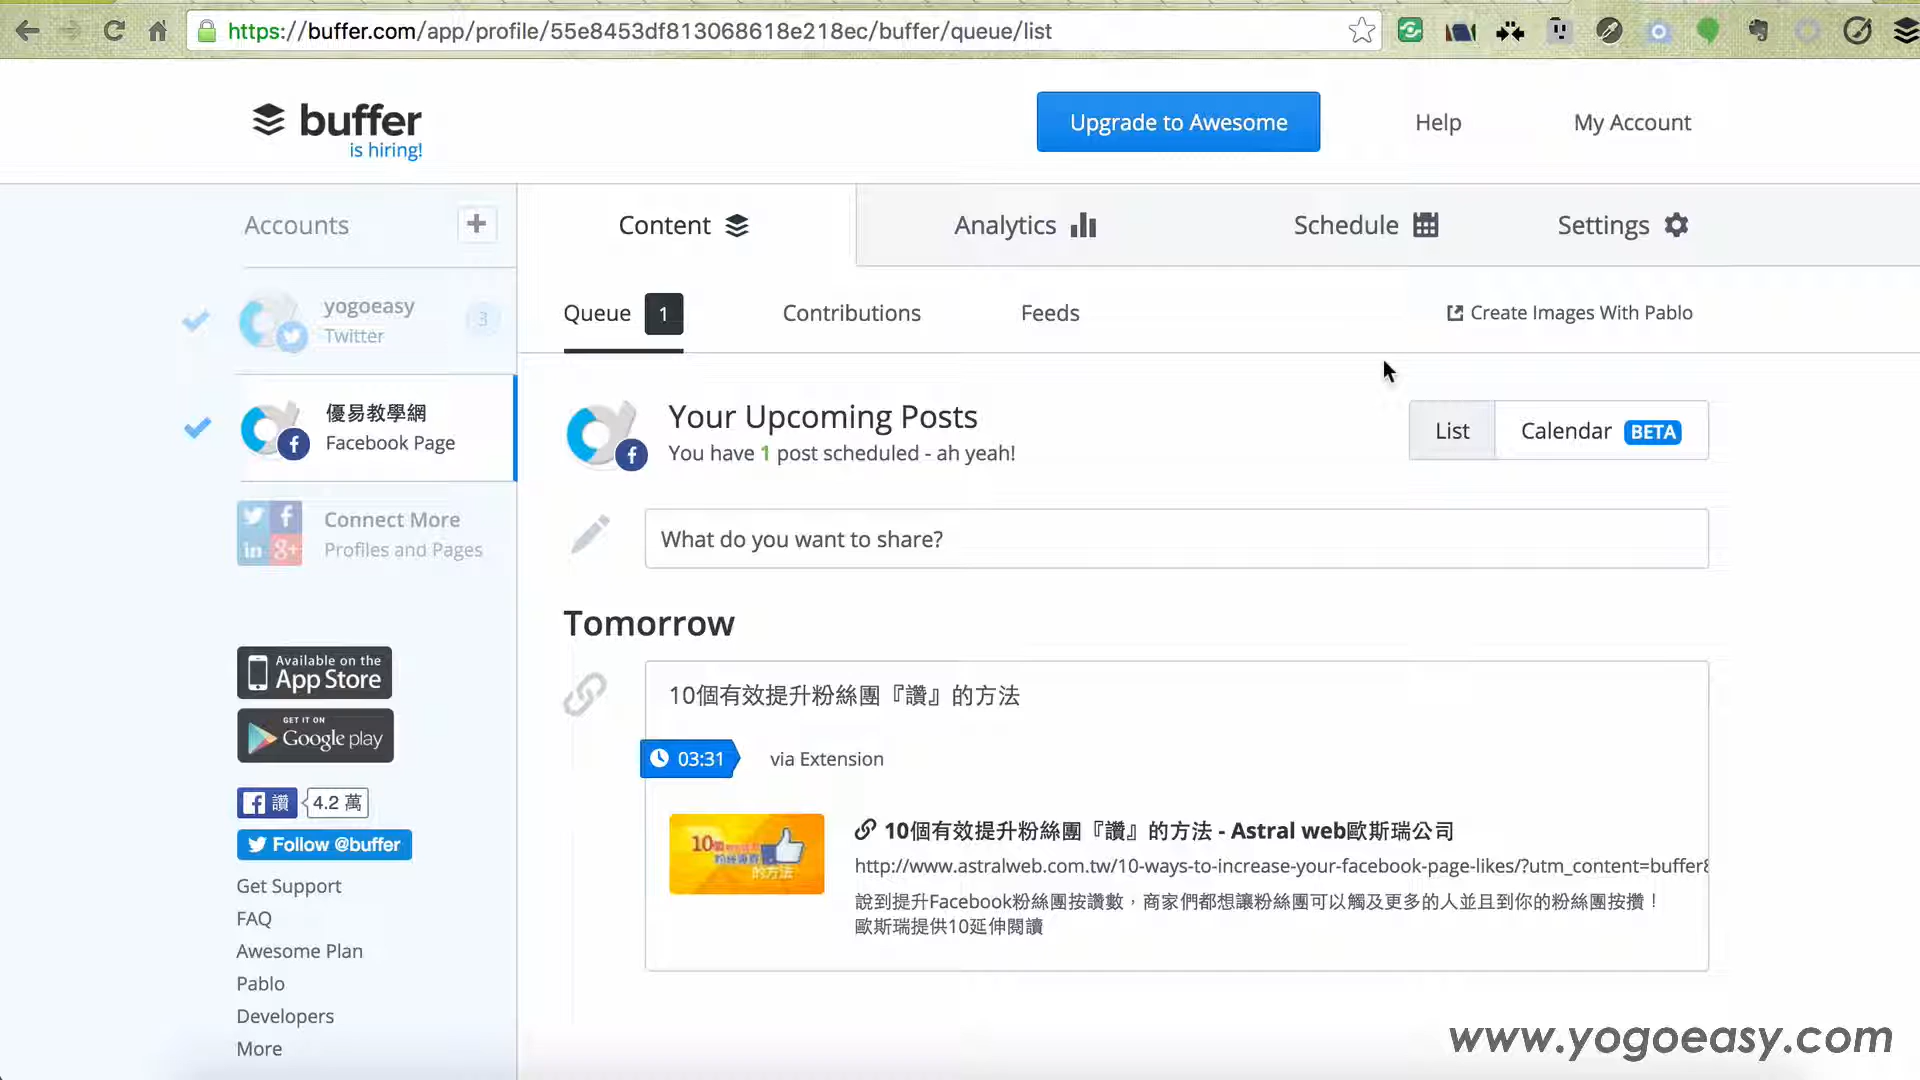 https://buffer.com/app/profile/55e8453df813068618e218ec/buffer/queue/list
buffer
is hiring!
Upgrade to Awesome
Help
My Account
Accounts
+
Content
Analytics
Schedule
Settings
yogoeasy
Twitter
3
Queue 1
Contributions
Feeds
Create Images With Pablo
優易教學網
Facebook Page
Your Upcoming Posts
You have 1 post scheduled - ah yeah!
List
Calendar BETA
Connect More
Profiles and Pages
What do you want to share?
Tomorrow
10個有效提升粉絲團『讚』的方法
03:31
via Extension
10個有效提升粉絲團『讚』的方法 - Astral web歐斯瑞公司
http://www.astralweb.com.tw/10-ways-to-increase-your-facebook-page-likes/?utm_content=buffer8
說到提升Facebook粉絲團按讚數，商家們都想讓粉絲團可以觸及更多的人並且到你的粉絲團按攢！
歐斯瑞提供10延伸閱讀
Available on the
App Store
GET IT ON
Google play
讚
4.2 萬
Follow @buffer
Get Support
FAQ
Awesome Plan
Pablo
Developers
More
www.yogoeasy.com